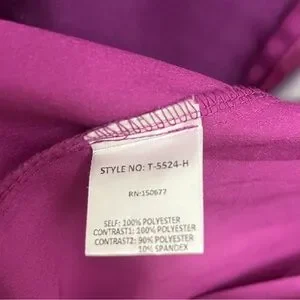 STYLE NO: T-5524-H
RN:150677
SELF: 100% POLYESTER
CONTRAST1: 100% POLYESTER
CONTRAST2: 90% POLYESTER
10% SPANDEX